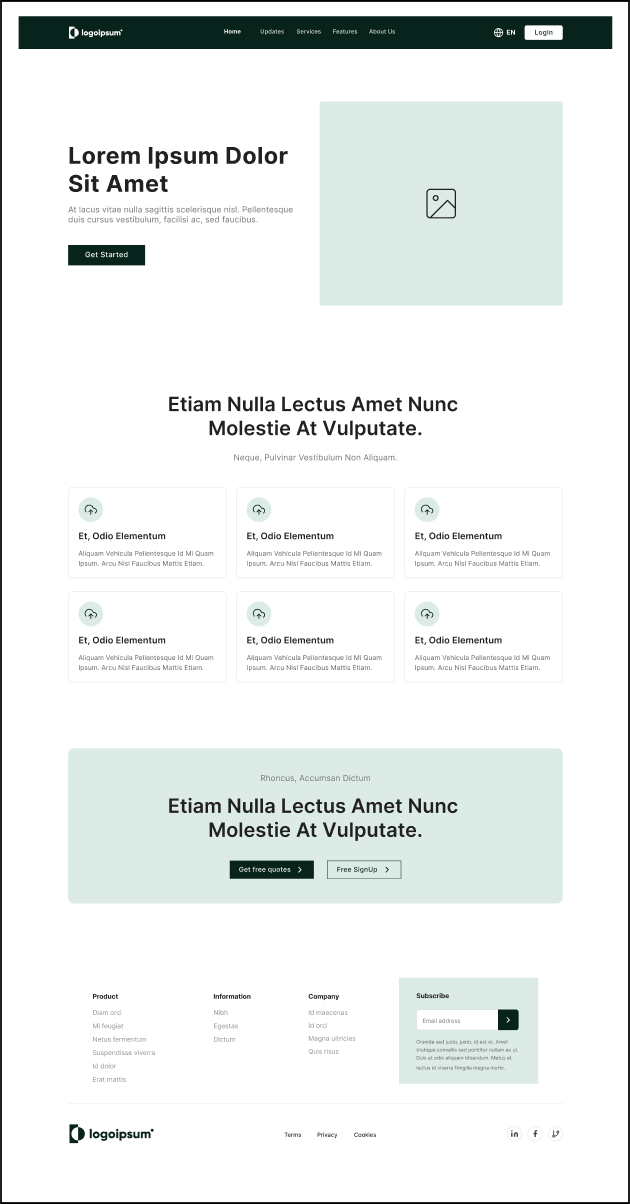 logoipsum
Home Updates Services Features About Us
EN Login
Lorem Ipsum Dolor
Sit Amet
At lacus vitae nulla sagittis scelerisque nisl. Pellentesque
duis cursus vestibulum, facilisi ac, sed faucibus.
Get Started
Etiam Nulla Lectus Amet Nunc
Molestie At Vulputate.
Neque, Pulvinar Vestibulum Non Aliquam.
Et, Odio Elementum
Aliquam Vehicula Pellentesque Id Mi Quam
Ipsum. Arcu Nisl Faucibus Mattis Etiam.
Et, Odio Elementum
Aliquam Vehicula Pellentesque Id Mi Quam
Ipsum. Arcu Nisl Faucibus Mattis Etiam.
Et, Odio Elementum
Aliquam Vehicula Pellentesque Id Mi Quam
Ipsum. Arcu Nisl Faucibus Mattis Etiam.
Et, Odio Elementum
Aliquam Vehicula Pellentesque Id Mi Quam
Ipsum. Arcu Nisl Faucibus Mattis Etiam.
Et, Odio Elementum
Aliquam Vehicula Pellentesque Id Mi Quam
Ipsum. Arcu Nisl Faucibus Mattis Etiam.
Et, Odio Elementum
Aliquam Vehicula Pellentesque Id Mi Quam
Ipsum. Arcu Nisl Faucibus Mattis Etiam.
Rhoncus, Accumsan Dictum
Etiam Nulla Lectus Amet Nunc
Molestie At Vulputate.
Get free quotes
Free SignUp
Product
Diam orci
Mi feugiat
Netus fermentum
Suspendisse viverra
Id dolor
Erat mattis
Information
Nibh
Egestas
Dictum
Company
Id maecenas
Id orci
Magna ultricies
Quis risus
Subscribe
Email address
Gravida sed justo, justo, id est et. Amet
tristique convallis sed porttitor nullam eu ut.
Duis et odio aliquam bibendum. Metus et
lectus id viverra fringilla magna morbi.
logoipsum
Terms Privacy Cookies
in f